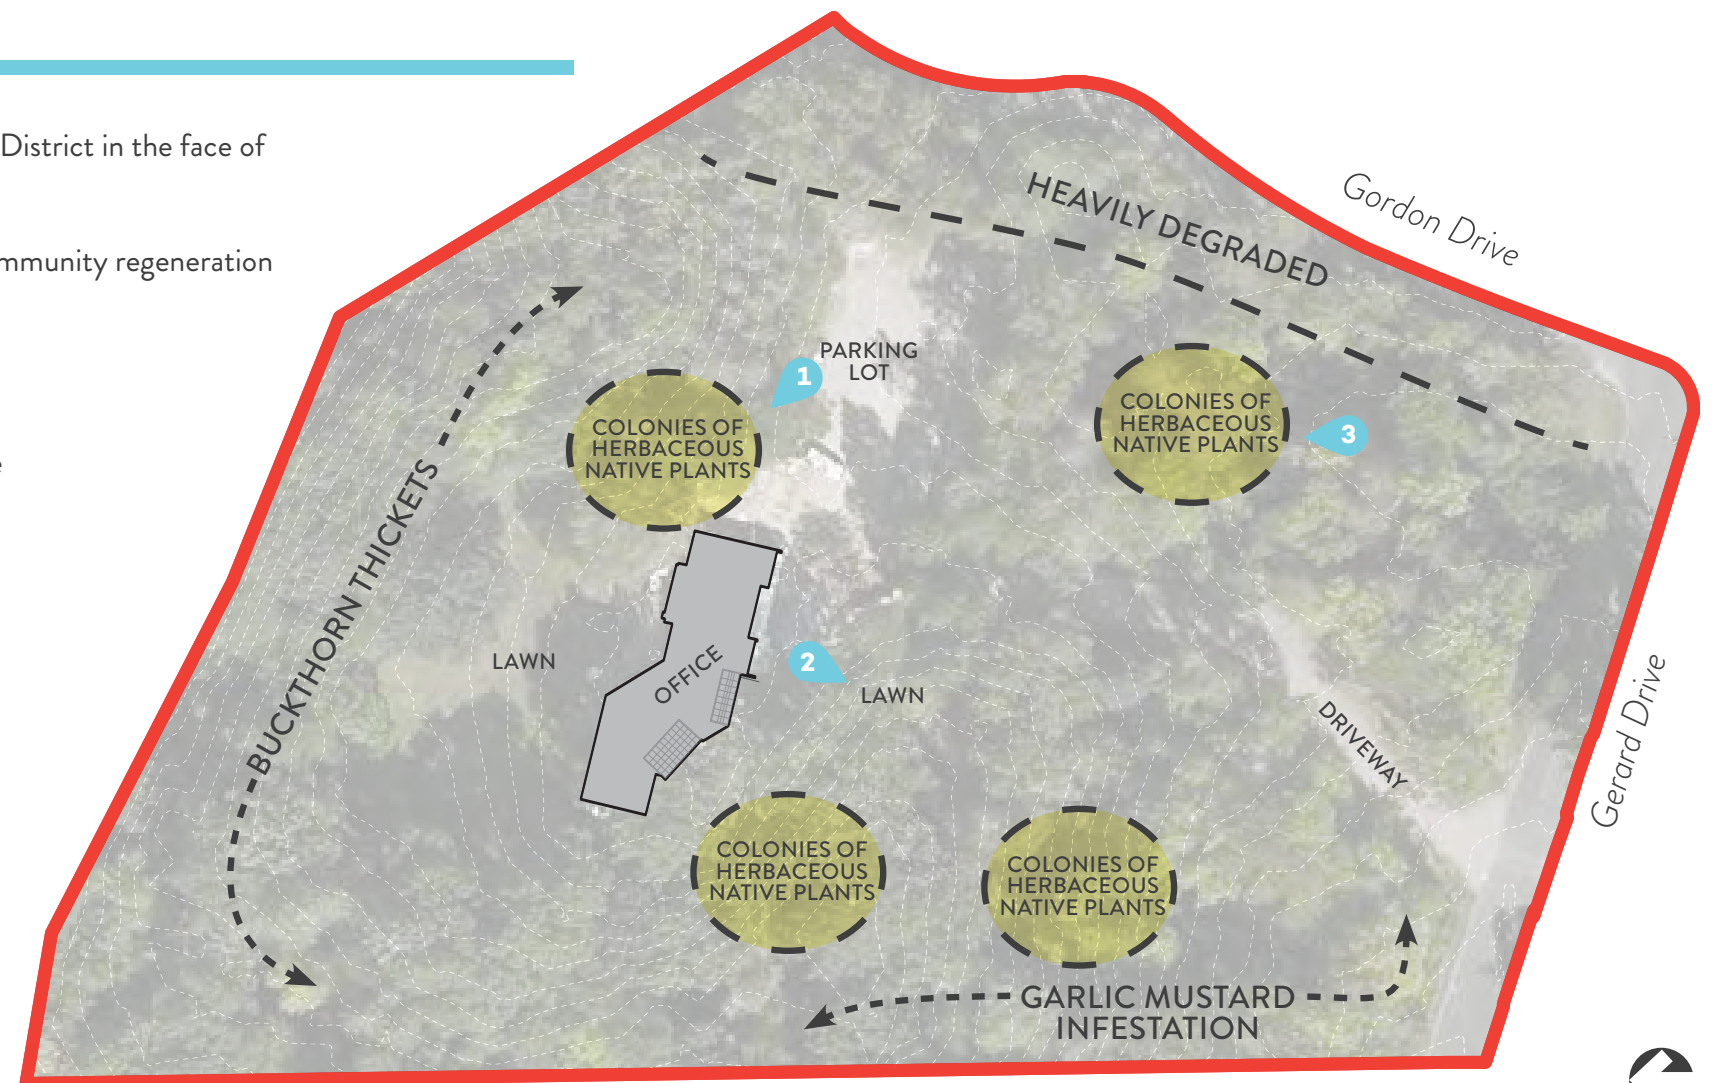 District in the face of
mmunity regeneration
HEAVILY DEGRADED
Gordon Drive
PARKING
LOT
1
COLONIES OF
HERBACEOUS
NATIVE PLANTS
COLONIES OF
HERBACEOUS
NATIVE PLANTS
3
BUCKTHORN THICKETS
LAWN
OFFICE
2
LAWN
DRIVEWAY
Gerard Drive
COLONIES OF
HERBACEOUS
NATIVE PLANTS
COLONIES OF
HERBACEOUS
NATIVE PLANTS
GARLIC MUSTARD
INFESTATION